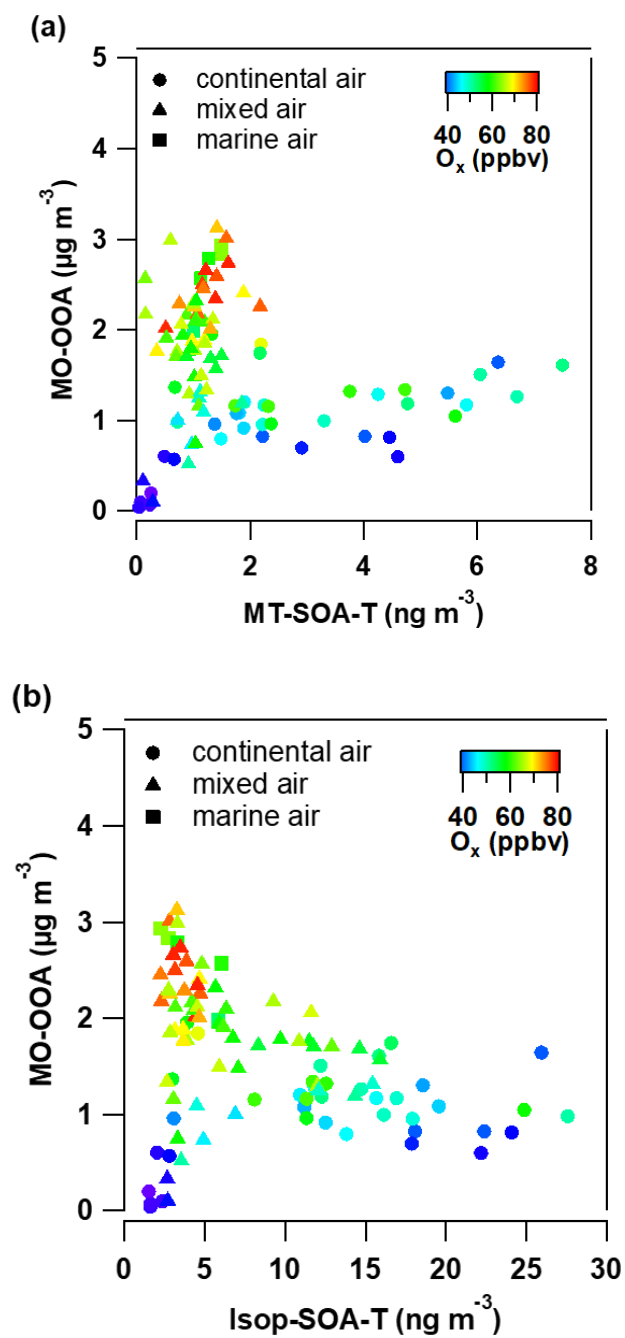 (a)
5
4
3
2
1
0
MO-OOA (µg m-3)
continental air
mixed air
marine air
40 60 80
Ox (ppbv)
0 2 4 6 8
MT-SOA-T (ng m-3)
(b)
5
4
3
2
1
0
MO-OOA (µg m-3)
continental air
mixed air
marine air
40 60 80
Ox (ppbv)
0 5 10 15 20 25 30
Isop-SOA-T (ng m-3)